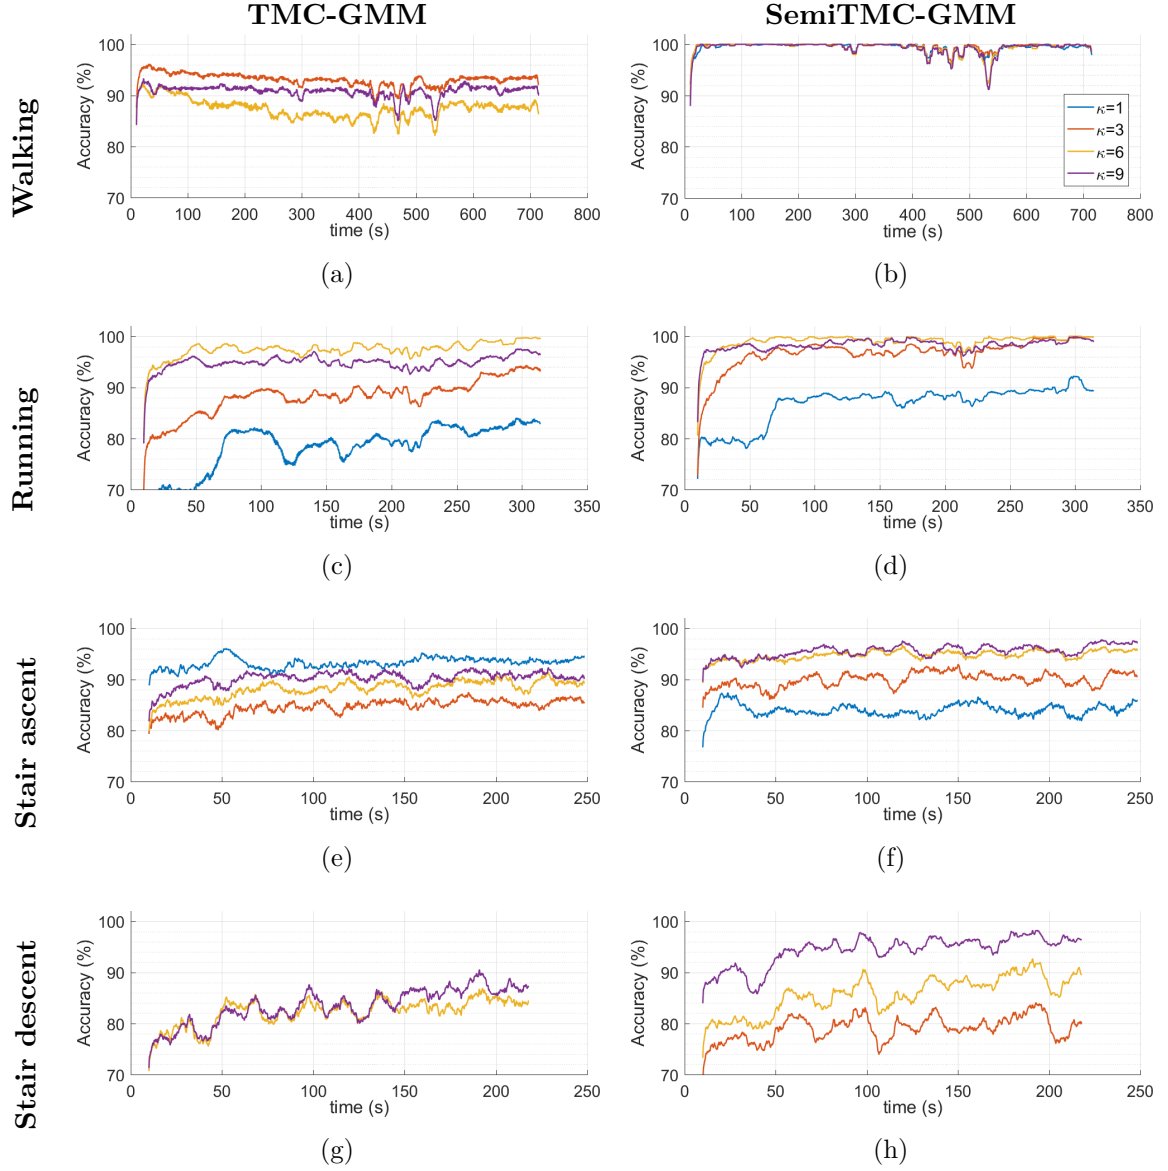 TMC-GMM SemiTMC-GMM
Walking
Accuracy (%)
100
90
80
70
0 100 200 300 400 500 600 700 800
time (s)
(a)
Accuracy (%)
100
90
80
70
0 100 200 300 400 500 600 700 800
time (s)
κ=1
κ=3
κ=6
κ=9
(b)
Running
Accuracy (%)
100
90
80
70
0 50 100 150 200 250 300 350
time (s)
(c)
Accuracy (%)
100
90
80
70
0 50 100 150 200 250 300 350
time (s)
(d)
Stair ascent
Accuracy (%)
100
90
80
70
0 50 100 150 200 250
time (s)
(e)
Accuracy (%)
100
90
80
70
0 50 100 150 200 250
time (s)
(f)
Stair descent
Accuracy (%)
100
90
80
70
0 50 100 150 200 250
time (s)
(g)
Accuracy (%)
100
90
80
70
0 50 100 150 200 250
time (s)
(h)